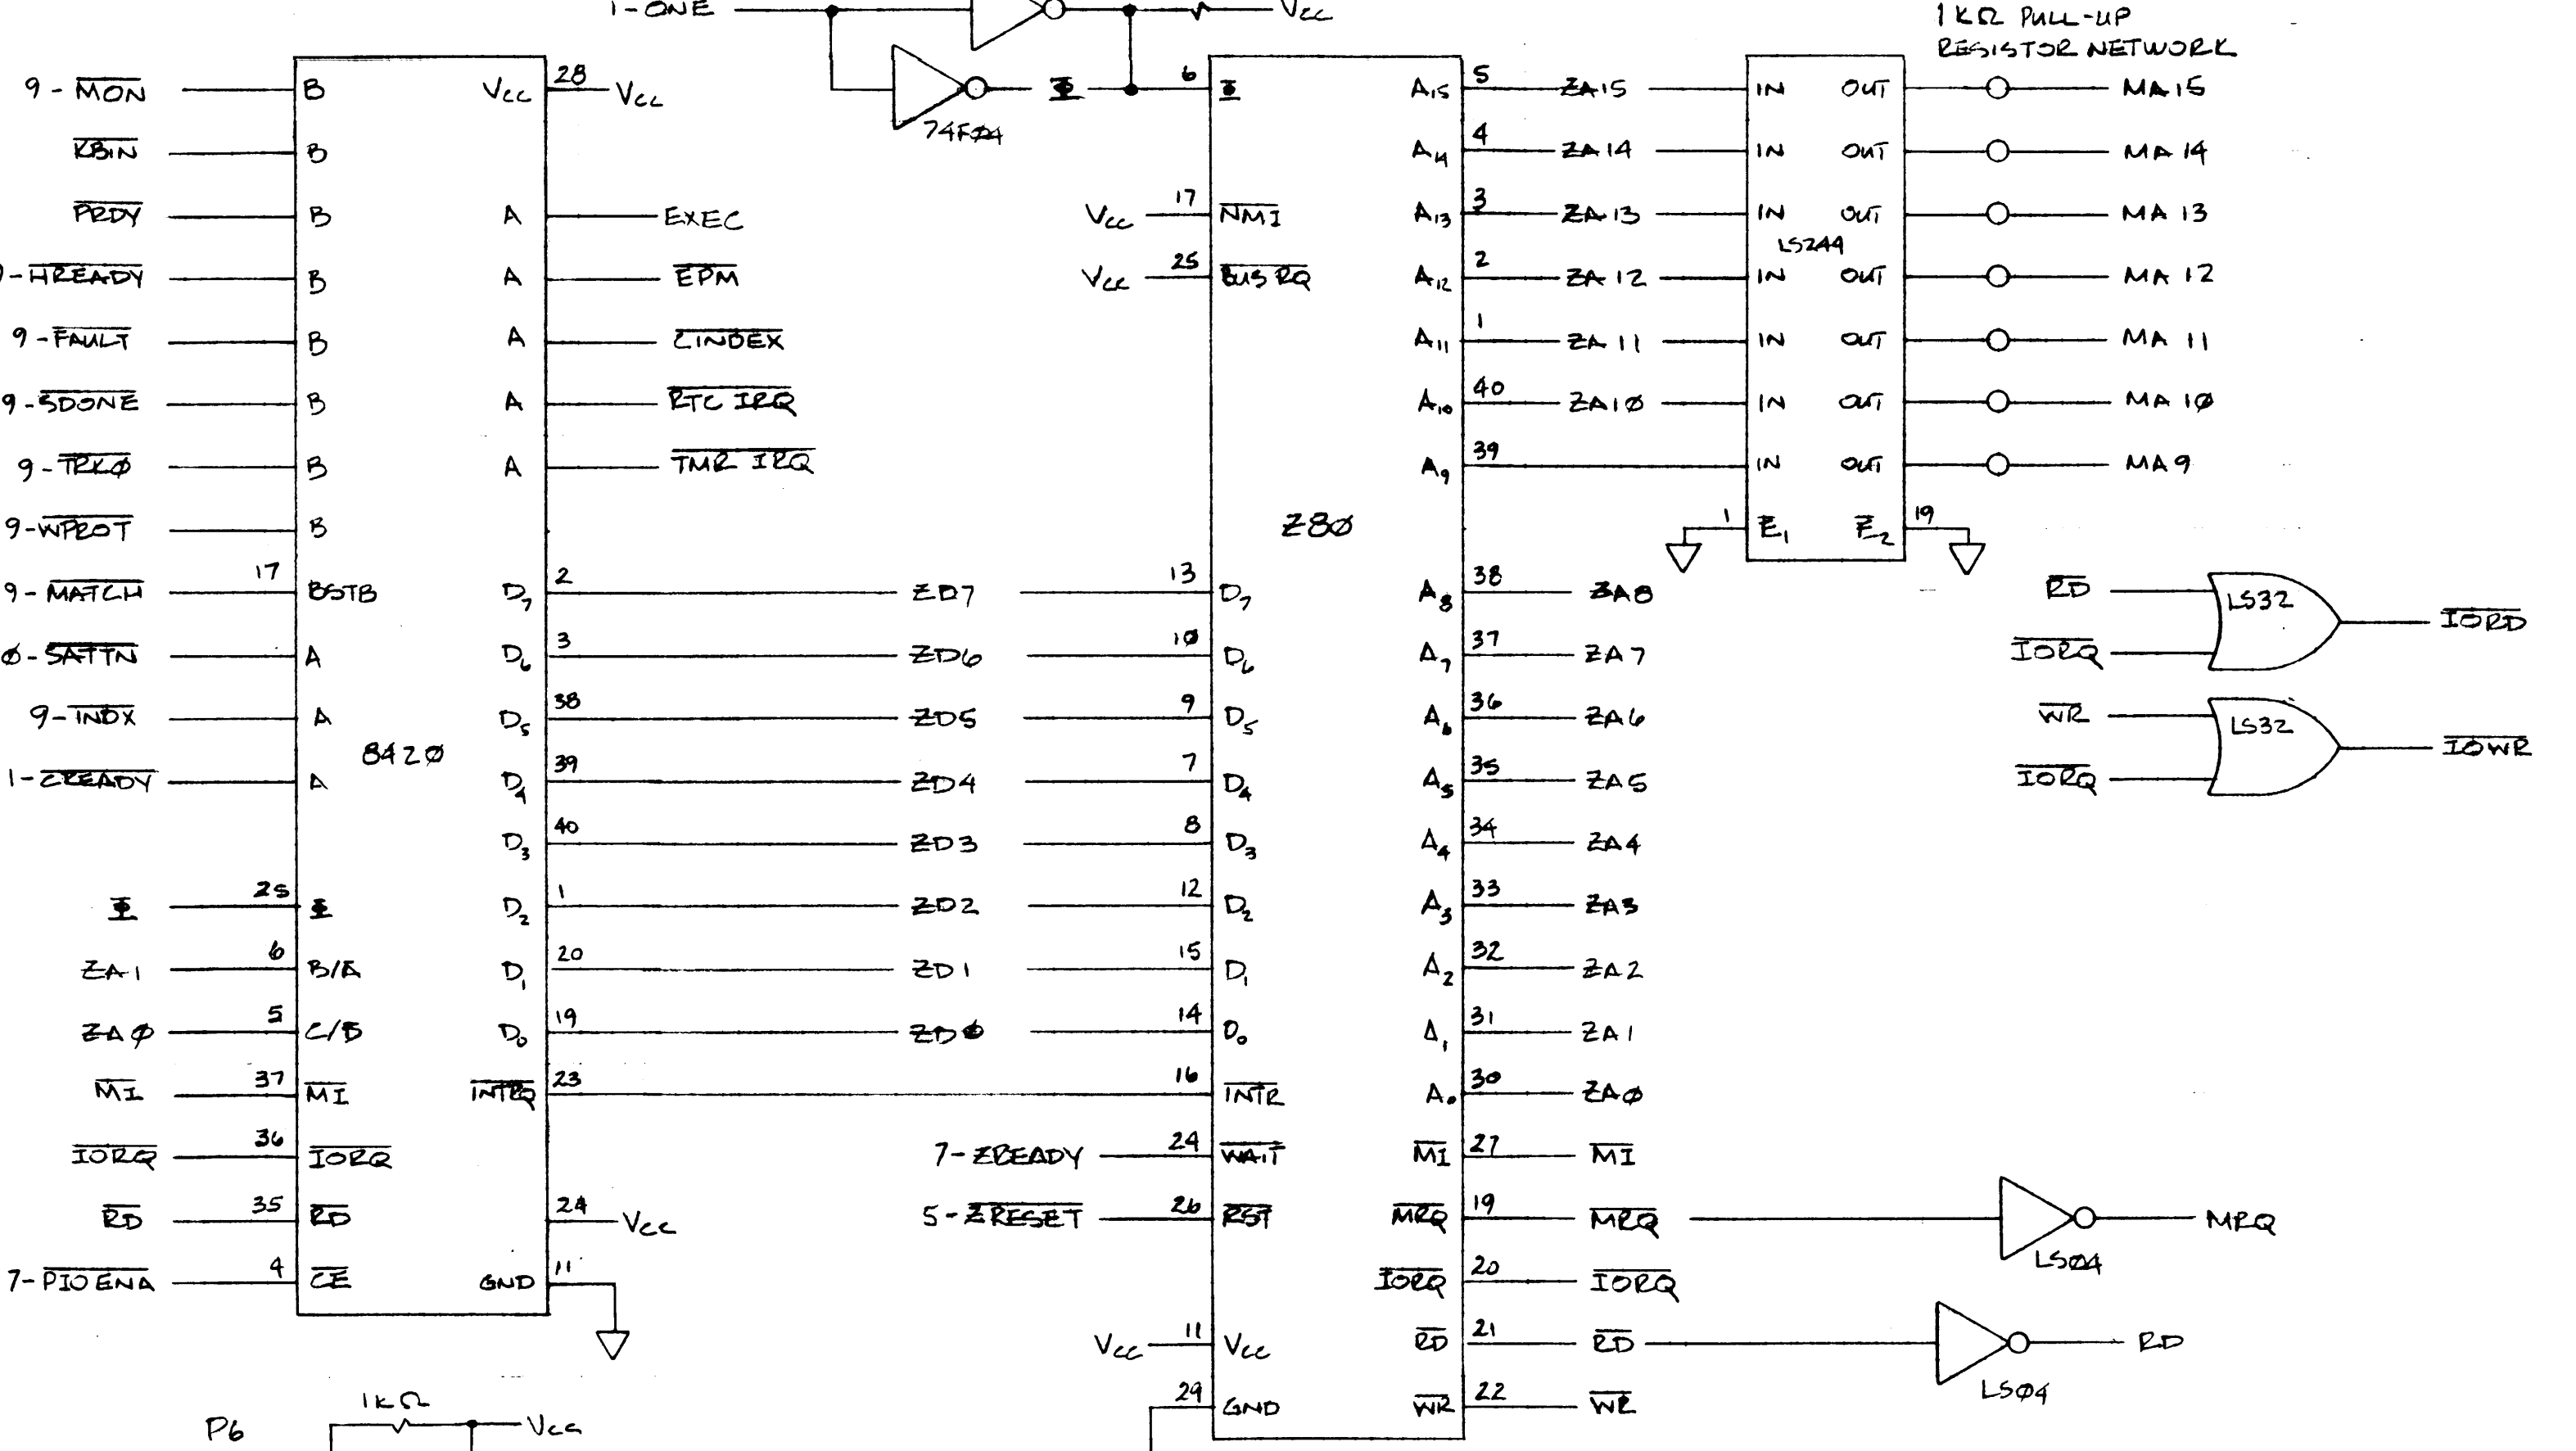 1-ONE
VCC
1KΩ PULL-UP
RESISTOR NETWORK
74F04
Φ
9-MON
KBIN
PRDY
HREADY
9-FAULT
9-SDONE
9-TRK0
9-WPROT
9-MATCH 17
0-SATTN
9-INDX
1-ZREADY
Φ 25
ZA1 6
ZA0 5
M1 37
IORQ 36
RD 35
7-PIOENA 4
B VCC 28 VCC
B
B A EXEC
B A EPM
B A CINDEX
B A RTC IRQ
B A TMR IRQ
B
BSTB D7 2 ZD7 13 D7
A D6 3 ZD6 10 D6
A D5 38 ZD5 9 D5
8420
A D4 39 ZD4 7 D4
D3 40 ZD3 8 D3
Φ D2 1 ZD2 12 D2
B/A D1 20 ZD1 15 D1
C/D D0 19 ZD0 14 D0
M1 INTRQ 23 16 INTR
IORQ
RD 24 VCC
CE GND 11
6 Φ
VCC 17 NMI
VCC 25 BUSRQ
Z80
7-ZREADY 24 WAIT
5-ZRESET 26 RST
VCC 11 VCC
29 GND
A15 5 ZA15 IN OUT MA15
A14 4 ZA14 IN OUT MA14
A13 3 ZA13 IN OUT MA13
LS244
A12 2 ZA12 IN OUT MA12
A11 1 ZA11 IN OUT MA11
A10 40 ZA10 IN OUT MA10
A9 39 IN OUT MA9
1 E1 E2 19
A8 38 ZA8
A7 37 ZA7
A6 36 ZA6
A5 35 ZA5
A4 34 ZA4
A3 33 ZA3
A2 32 ZA2
A1 31 ZA1
A0 30 ZA0
M1 27 M1
MRQ 19 MRQ MRQ
LS04
IORQ 20 IORQ
RD 21 RD RD
LS04
WR 22 WR
RD LS32 IORD
IORQ
WR LS32 IOWR
IORQ
1KΩ
P6 VCC